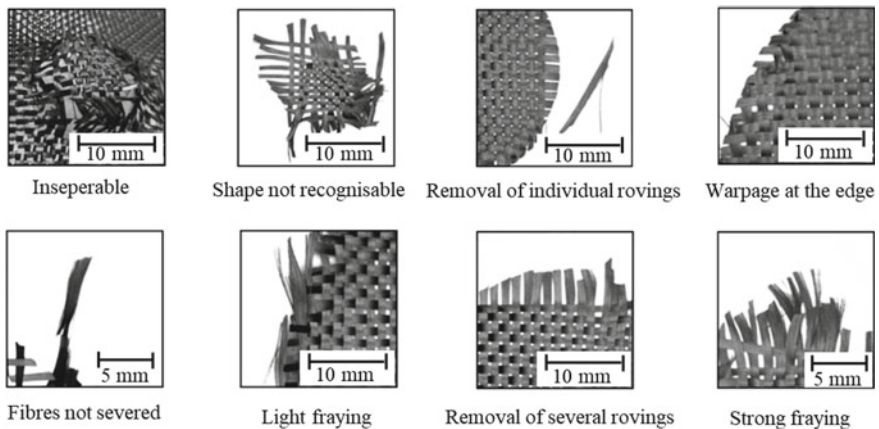 10 mm
10 mm
10 mm
10 mm
Inseperable
Shape not recognisable
Removal of individual rovings
Warpage at the edge
5 mm
10 mm
10 mm
5 mm
Fibres not severed
Light fraying
Removal of several rovings
Strong fraying